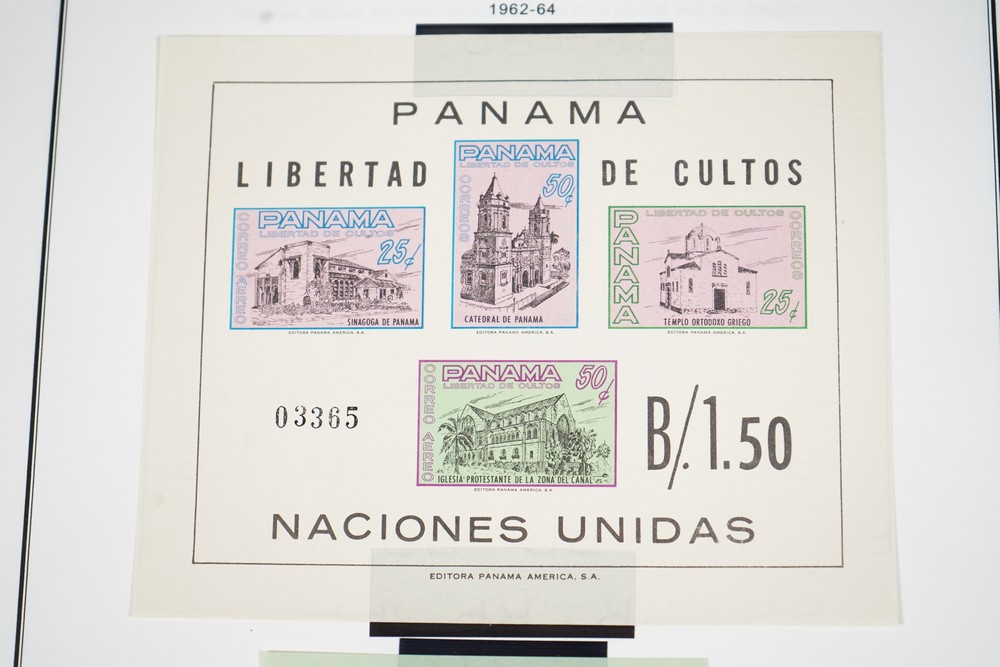 1962-64
PANAMA
LIBERTAD DE CULTOS
PANAMA
LIBERTAD DE CULTOS
CORREOS
50¢
CATEDRAL DE PANAMA
EDITORA PANAMA AMERICA, S.A.
PANAMA
LIBERTAD DE CULTOS
CORREO AEREO
25¢
SINAGOGA DE PANAMA
EDITORA PANAMA AMERICA, S.A.
PANAMA
LIBERTAD DE CULTOS
CORREOS
25¢
TEMPLO ORTODOXO GRIEGO
EDITORA PANAMA AMERICA, S.A.
PANAMA
LIBERTAD DE CULTOS
CORREO AEREO
50¢
IGLESIA PROTESTANTE DE LA ZONA DEL CANAL
EDITORA PANAMA AMERICA, S.A.
03365
B/.1.50
NACIONES UNIDAS
EDITORA PANAMA AMERICA, S.A.